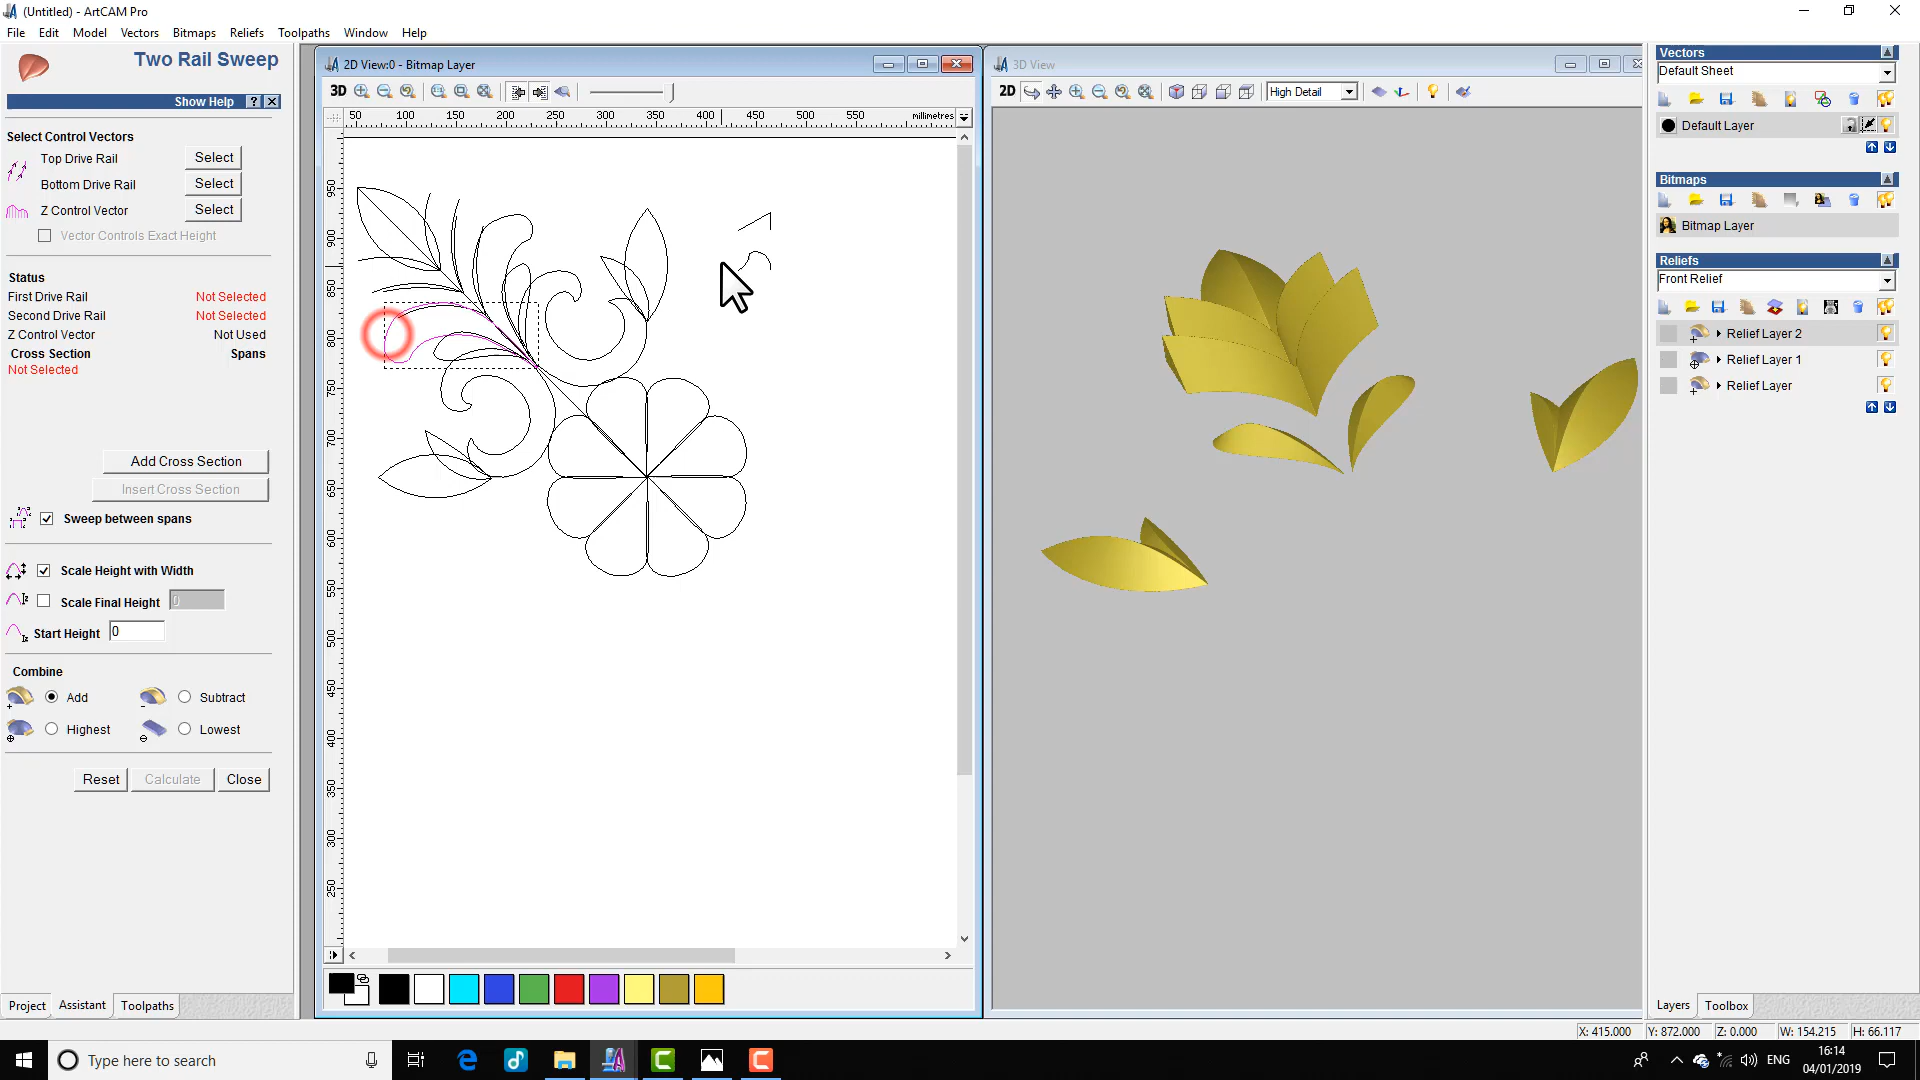 (Untitled) - ArtCAM Pro
File Edit Model Vectors Bitmaps Reliefs Toolpaths Window Help
Two Rail Sweep
Show Help ? X
Select Control Vectors
Top Drive Rail Select
Bottom Drive Rail Select
Z Control Vector Select
Vector Controls Exact Height
Status
First Drive Rail Not Selected
Second Drive Rail Not Selected
Z Control Vector Not Used
Cross Section Spans
Not Selected
Add Cross Section
Insert Cross Section
Sweep between spans
Scale Height with Width
Scale Final Height 0
Start Height 0
Combine
Add Subtract
Highest Lowest
Reset Calculate Close
Project Assistant Toolpaths
2D View:0 - Bitmap Layer
3D
50 100 150 200 250 300 350 400 450 500 550 millimetres
950
900
850
800
750
700
650
600
550
500
450
400
350
300
250
3D View
2D High Detail
Vectors
Default Sheet
Default Layer
Bitmaps
Bitmap Layer
Reliefs
Front Relief
Relief Layer 2
Relief Layer 1
Relief Layer
Layers Toolbox
X: 415.000 Y: 872.000 Z: 0.000 W: 154.215 H: 66.117
Type here to search
ENG
16:14
04/01/2019